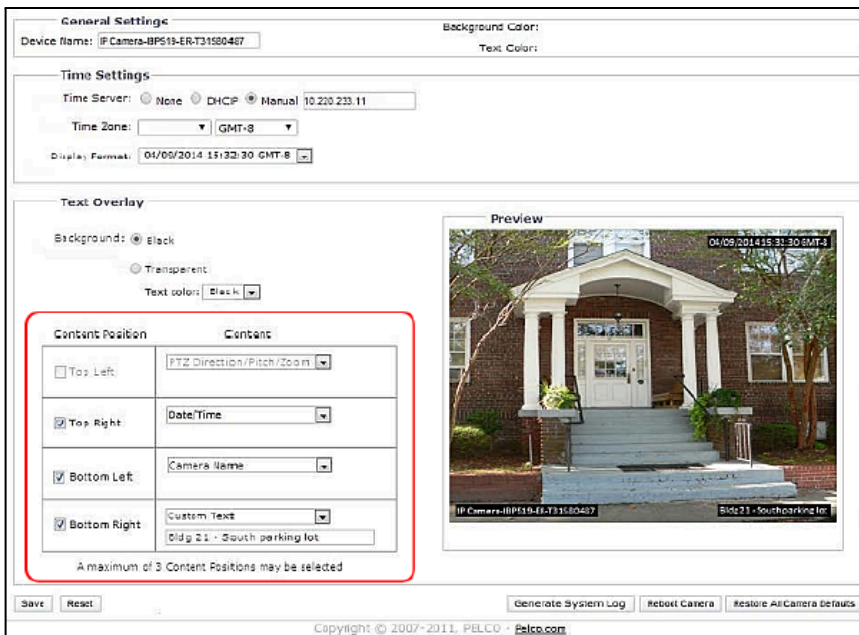 General Settings
Device Name: IP Camera-IBP519-ER-T31580487
Background Color:
Text Color:
Time Settings
Time Server: None DHCIP Manual 10.220.233.11
Time Zone: GMT-8
Display Format: 04/09/2014 15:32:30 GMT-8
Text Overlay
Background: Black
Transparent
Text color: Black
Content Position Content
Top Left PTZ Direction/Pitch/Zoom
Top Right Date/Time
Bottom Left Camera Name
Bottom Right Custom Text
Bldg 21 - South parking lot
A maximum of 3 Content Positions may be selected
Preview
04/09/2014 15:32:30 GMT-8
IP Camera-IBP519-ER-T31580487
Bldg 21 - South parking lot
Save Reset Generate System Log Reboot Camera Restore All Camera Defaults
Copyright © 2007-2011, PELCO · Pelco.com